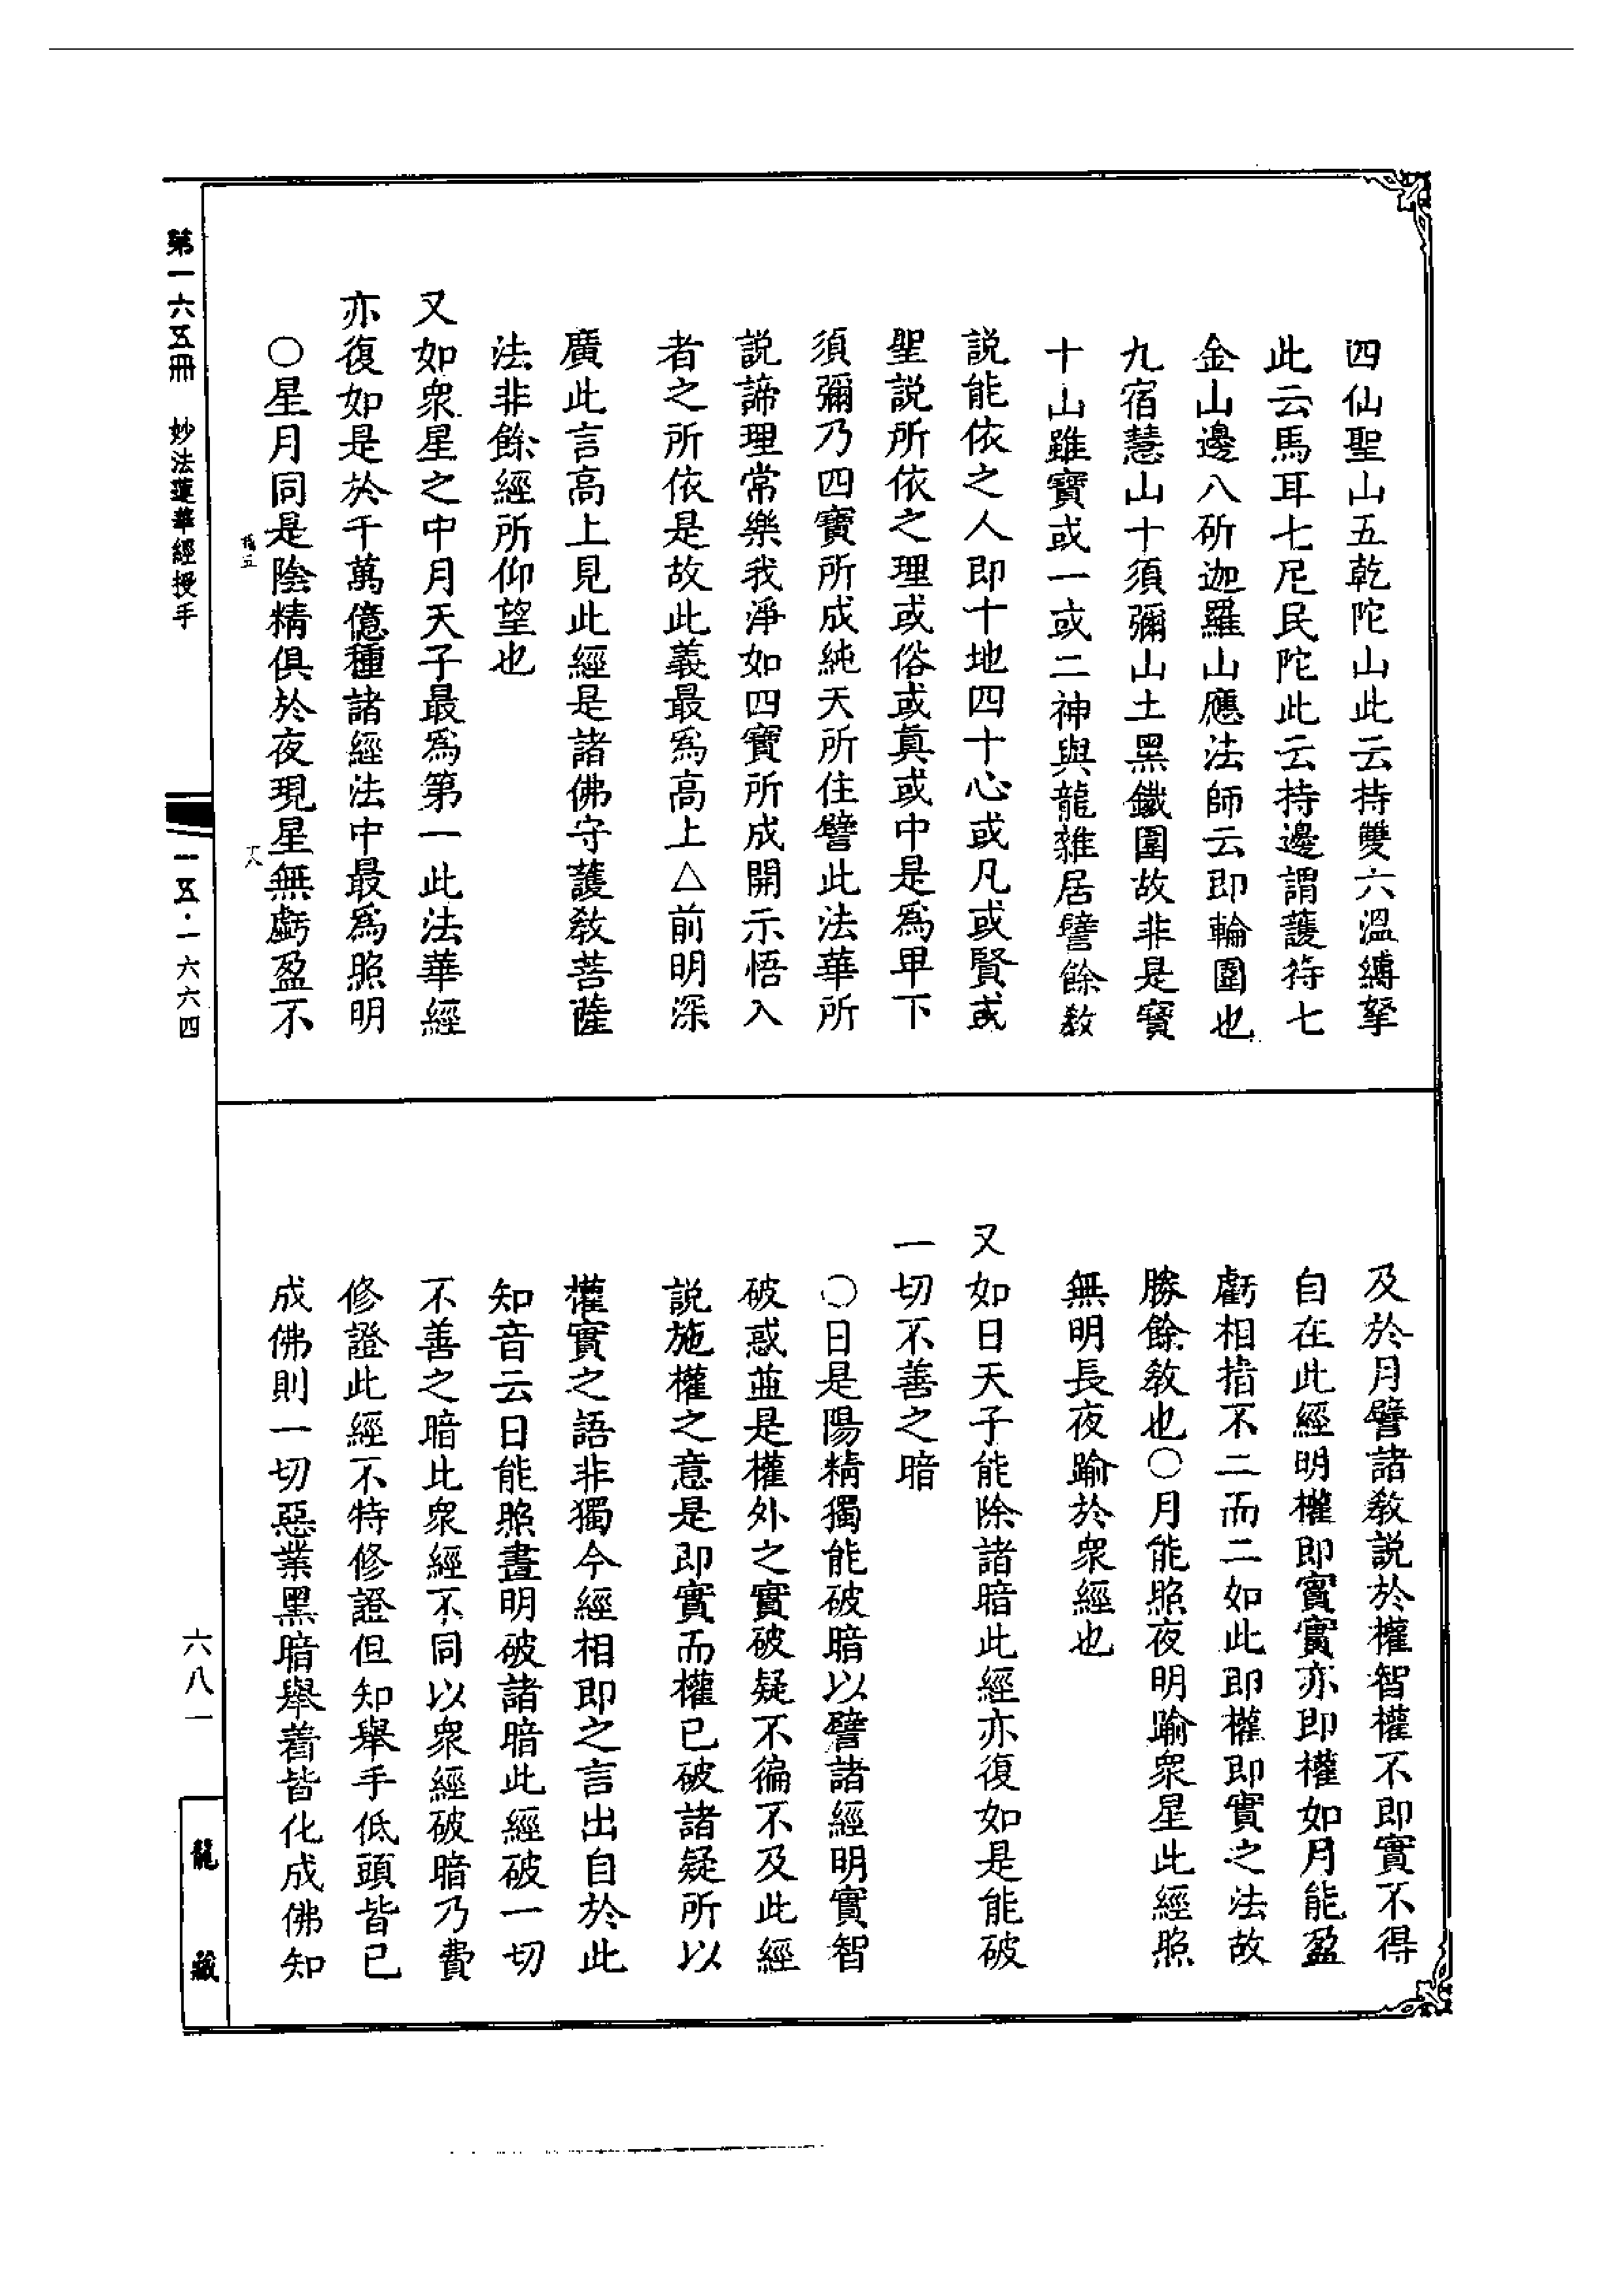 四仙聖山五乾陀山此云持雙六溫縛拏
此云馬耳七尼民陀此云持邊謂護持七
金山邊八斫迦羅山應法師云即輪圍也
九宿慧山十須彌山土黑鐵圍故非是寶
十山雖寶或一或二神與龍雜居譬餘教
說能依之人即十地四十心或凡或賢或
聖説所依之理或俗或真或中是爲卑下
須彌乃四寶所成純天所住譬此法華所
説諦理常樂我淨如四寶所成開示悟入
者之所依是故此義最爲高上△前明深
廣此言高上見此經是諸佛守護教菩薩
法非餘經所仰望也
又如眾星之中月天子最爲第一此法華經
亦復如是於千萬億種諸經法中最爲照明
○星月同是陰精俱於夜現星無虧盈不
第一六五冊 妙法蓮華經授手
一五·一六六四
及於月譬諸教説於權智權不即實不得
自在此經明權即實實亦即權如月能盈
虧相指不二而二如此即權即實之法故
勝餘教也○月能照夜明踰眾星此經照
無明長夜踰於眾經也
又如日天子能除諸暗此經亦復如是能破
一切不善之暗
○日是陽精獨能破暗以譬諸經明實智
破惑並是權外之實破疑不徧不及此經
説施權之意是即實而權已破諸疑所以
權實之語非獨今經相即之言出自於此
知音云日能照晝明破諸暗此經破一切
不善之暗此眾經不同以眾經破暗乃費
修證此經不特修證但知舉手低頭皆已
成佛則一切惡業黑暗舉着皆化成佛知
六八一
龍藏